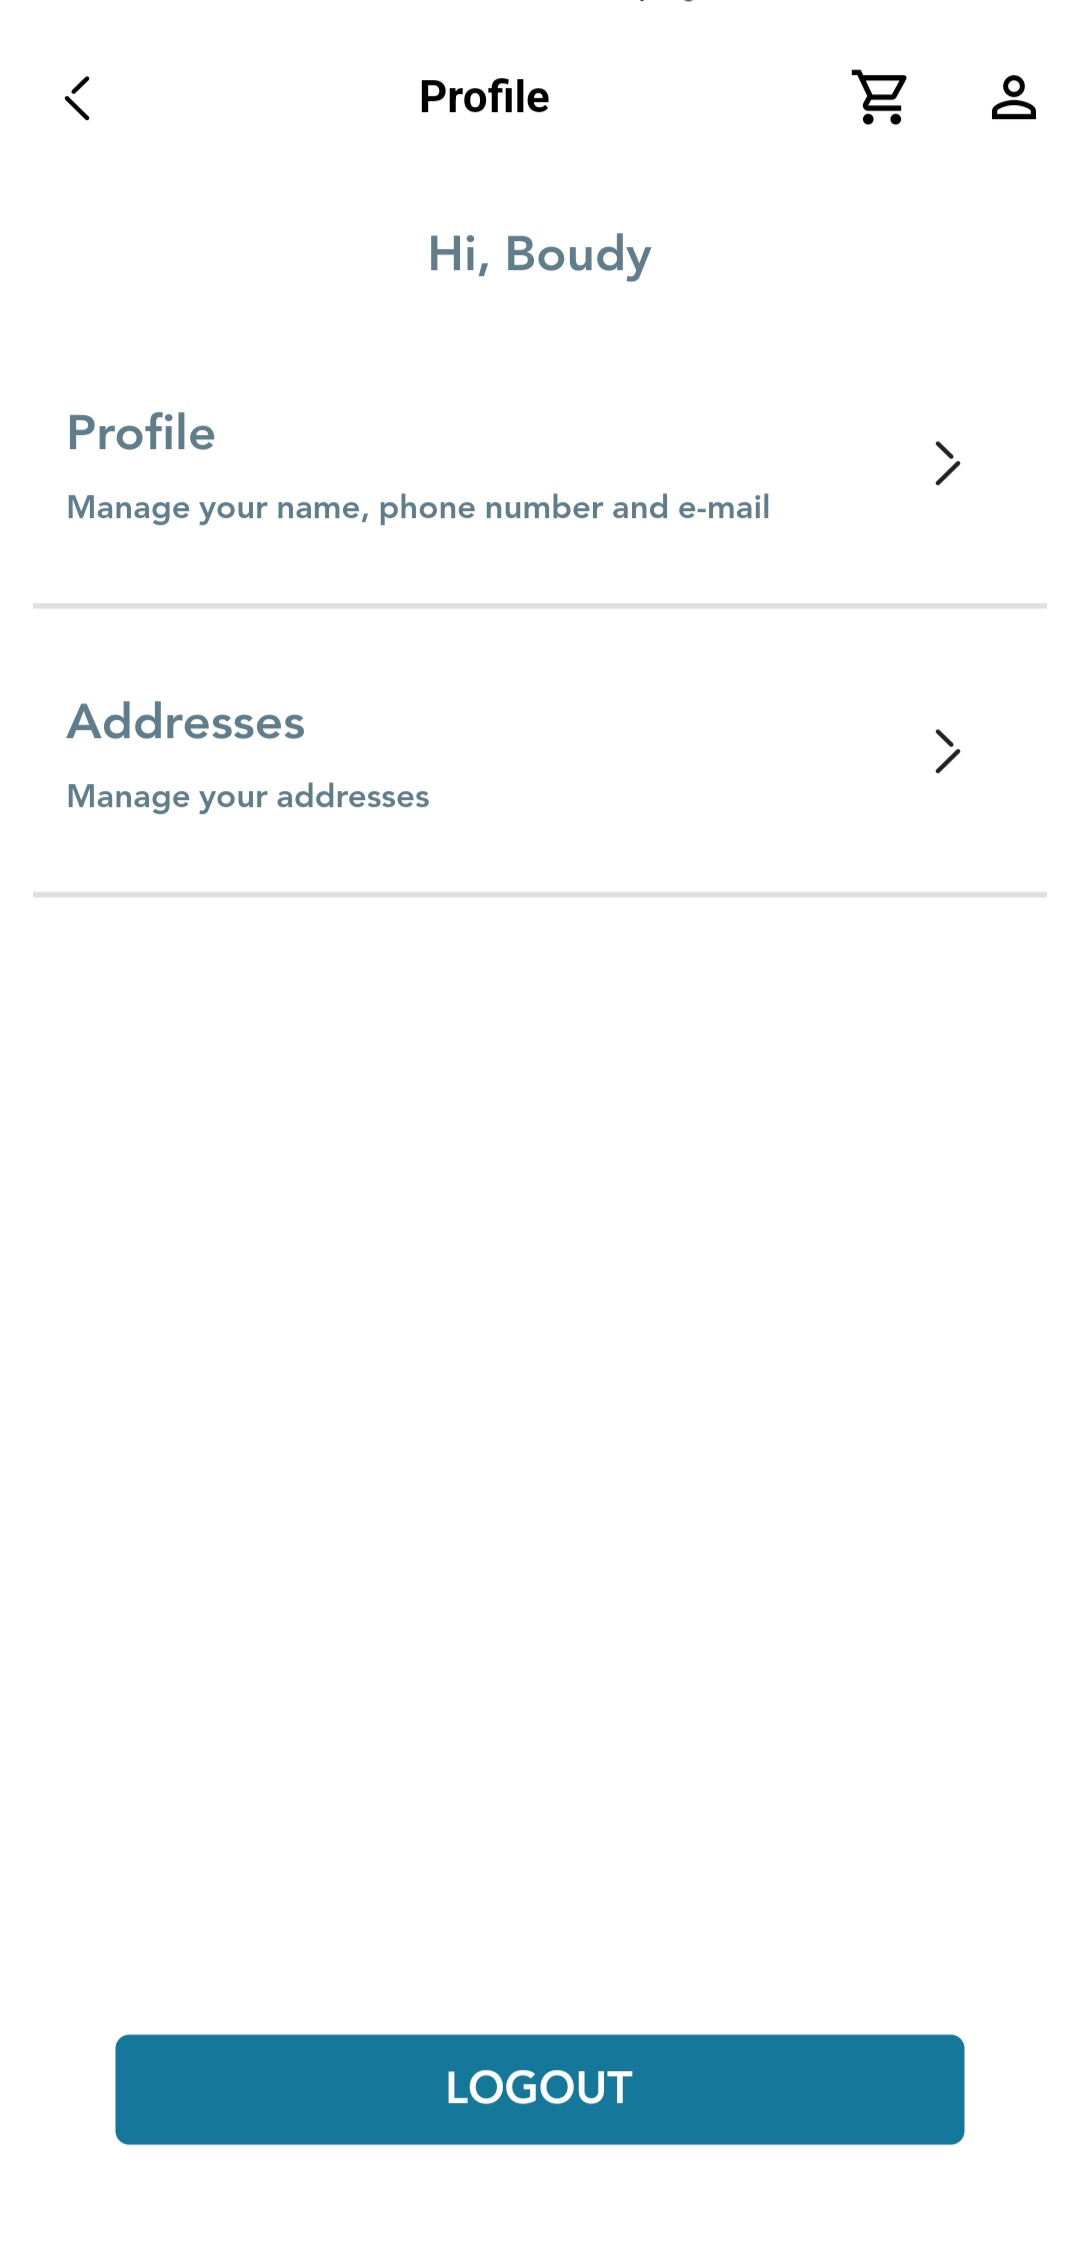 Profile
Hi, Boudy
Profile
Manage your name, phone number and e-mail
Addresses
Manage your addresses
LOGOUT